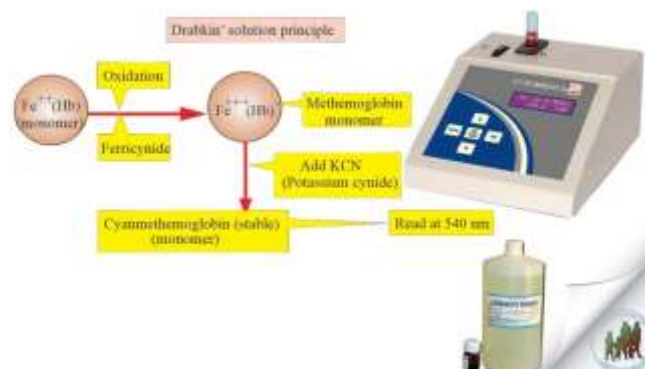 Drabkin' solution principle
Oxidation
Fe++(Hb)
(monomer)
Fe+++(Hb)
Methemoglobin
monomer
Ferricynide
Add KCN
(Potassium cynide)
Cyanmethemoglobin (stable)
(monomer)
Read at 540 nm